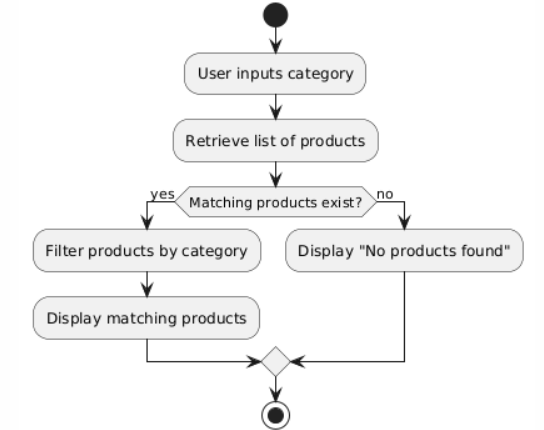 User inputs category
Retrieve list of products
yes
Matching products exist?
no
Filter products by category
Display "No products found"
Display matching products